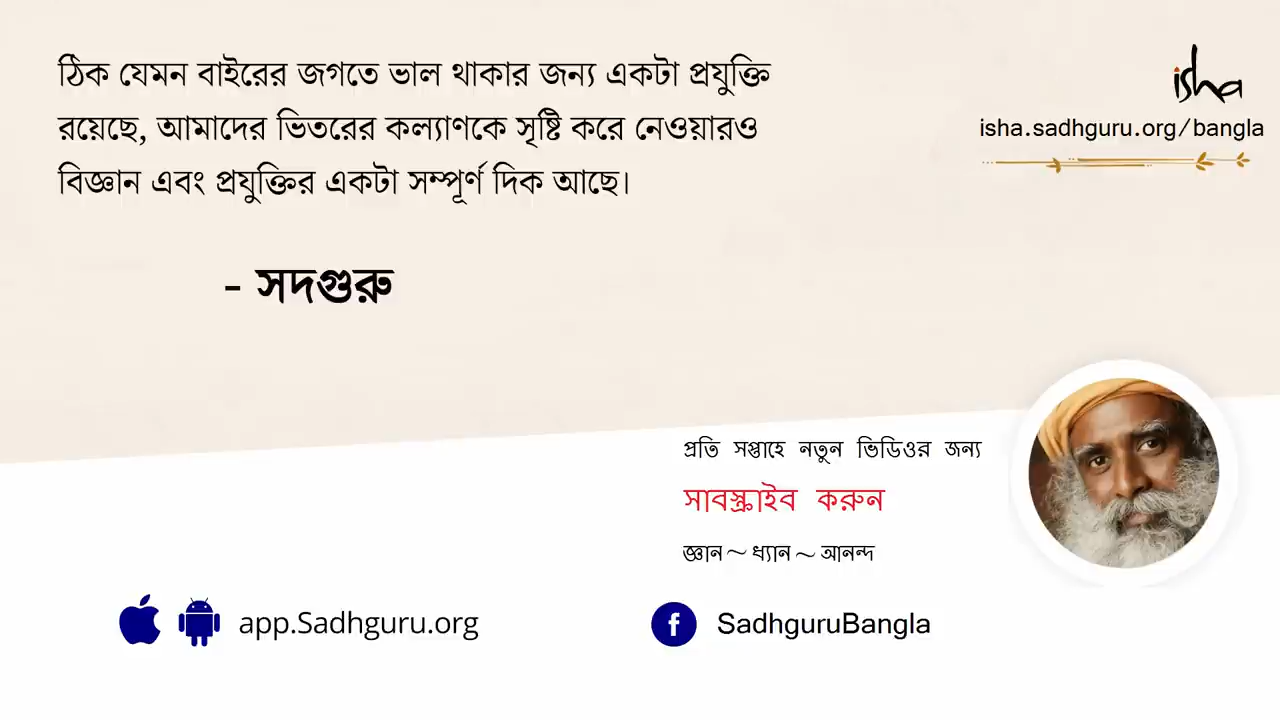 ঠিক যেমন বাইরের জগতে ভাল থাকার জন্য একটা প্রযুক্তি
রয়েছে, আমাদের ভিতরের কল্যাণকে সৃষ্টি করে নেওয়ারও
বিজ্ঞান এবং প্রযুক্তির একটা সম্পূর্ণ দিক আছে।
- সদগুরু
isha
isha.sadhguru.org/bangla
প্রতি সপ্তাহে নতুন ভিডিওর জন্য
সাবস্ক্রাইব করুন
জ্ঞান ~ ধ্যান ~ আনন্দ
app.Sadhguru.org
f SadhguruBangla